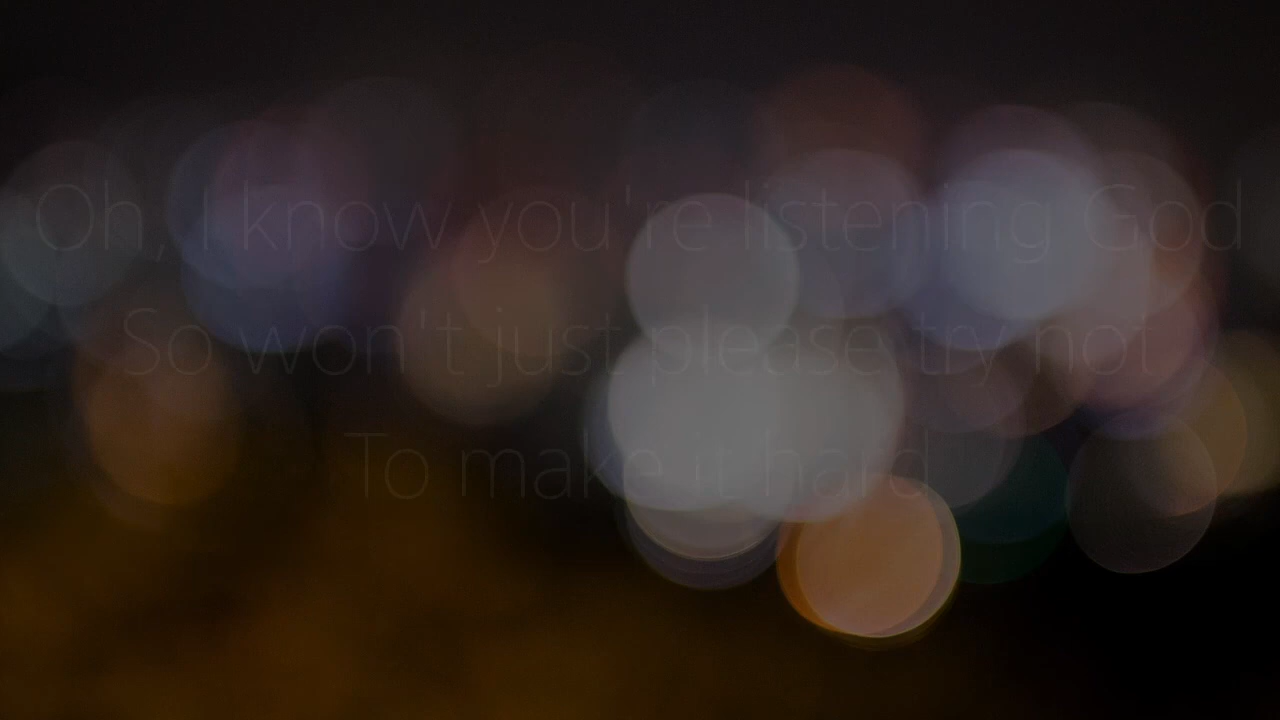 Oh, I know you're listening God
So won't just please try not
To make it hard